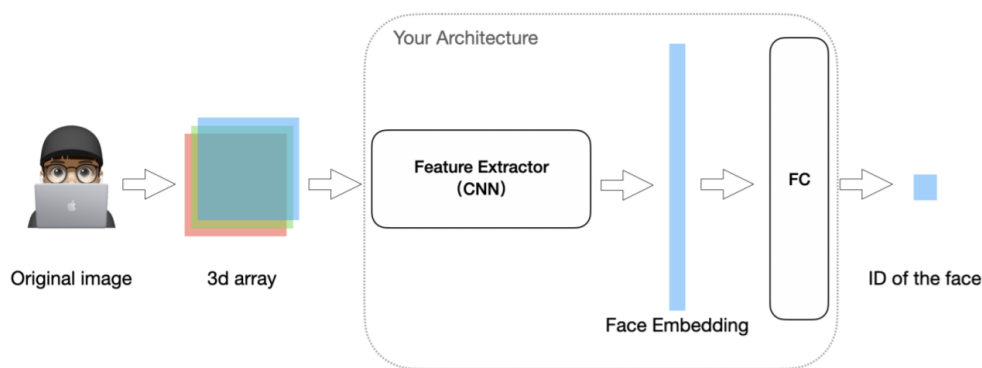 Your Architecture
Feature Extractor
(CNN)
FC
Original image
3d array
Face Embedding
ID of the face